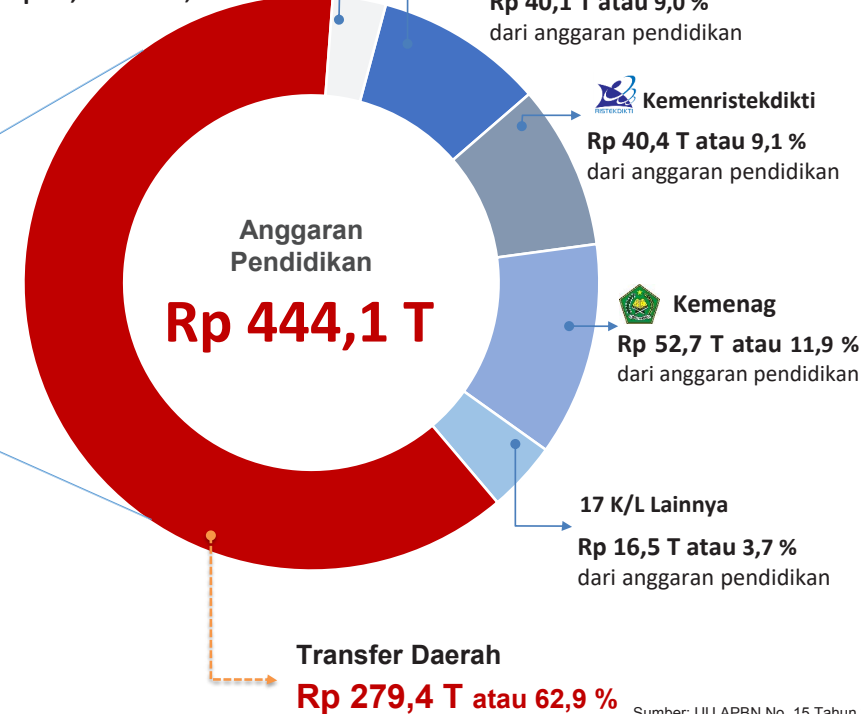 Rp 40,1 T atau 9,0 %
dari anggaran pendidikan
RISTEKDIKTI
Kemenristekdikti
Rp 40,4 T atau 9,1 %
dari anggaran pendidikan
Anggaran
Pendidikan
Rp 444,1 T
Kemenag
Rp 52,7 T atau 11,9 %
dari anggaran pendidikan
17 K/L Lainnya
Rp 16,5 T atau 3,7 %
dari anggaran pendidikan
Transfer Daerah
Rp 279,4 T atau 62,9 %
Sumber: UU APBN No. 15 Tahun